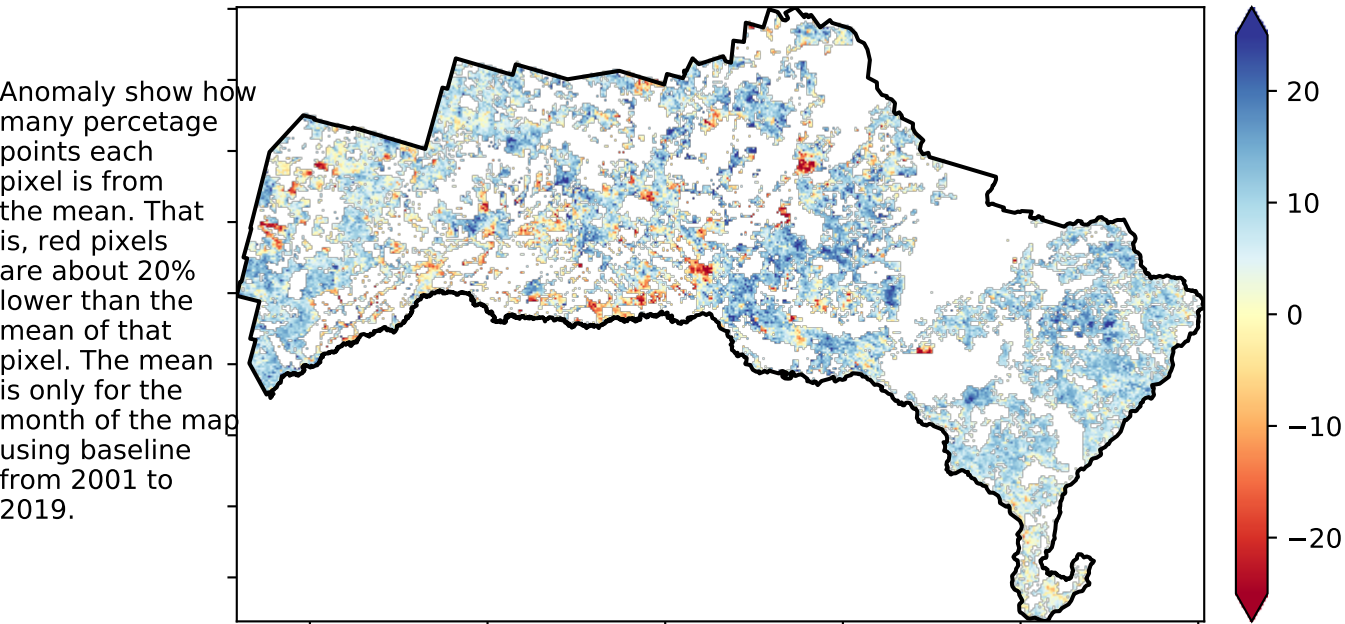 Anomaly show how
many percetage
points each
pixel is from
the mean. That
is, red pixels
are about 20%
lower than the
mean of that
pixel. The mean
is only for the
month of the map
using baseline
from 2001 to
2019.
20
10
0
−10
−20